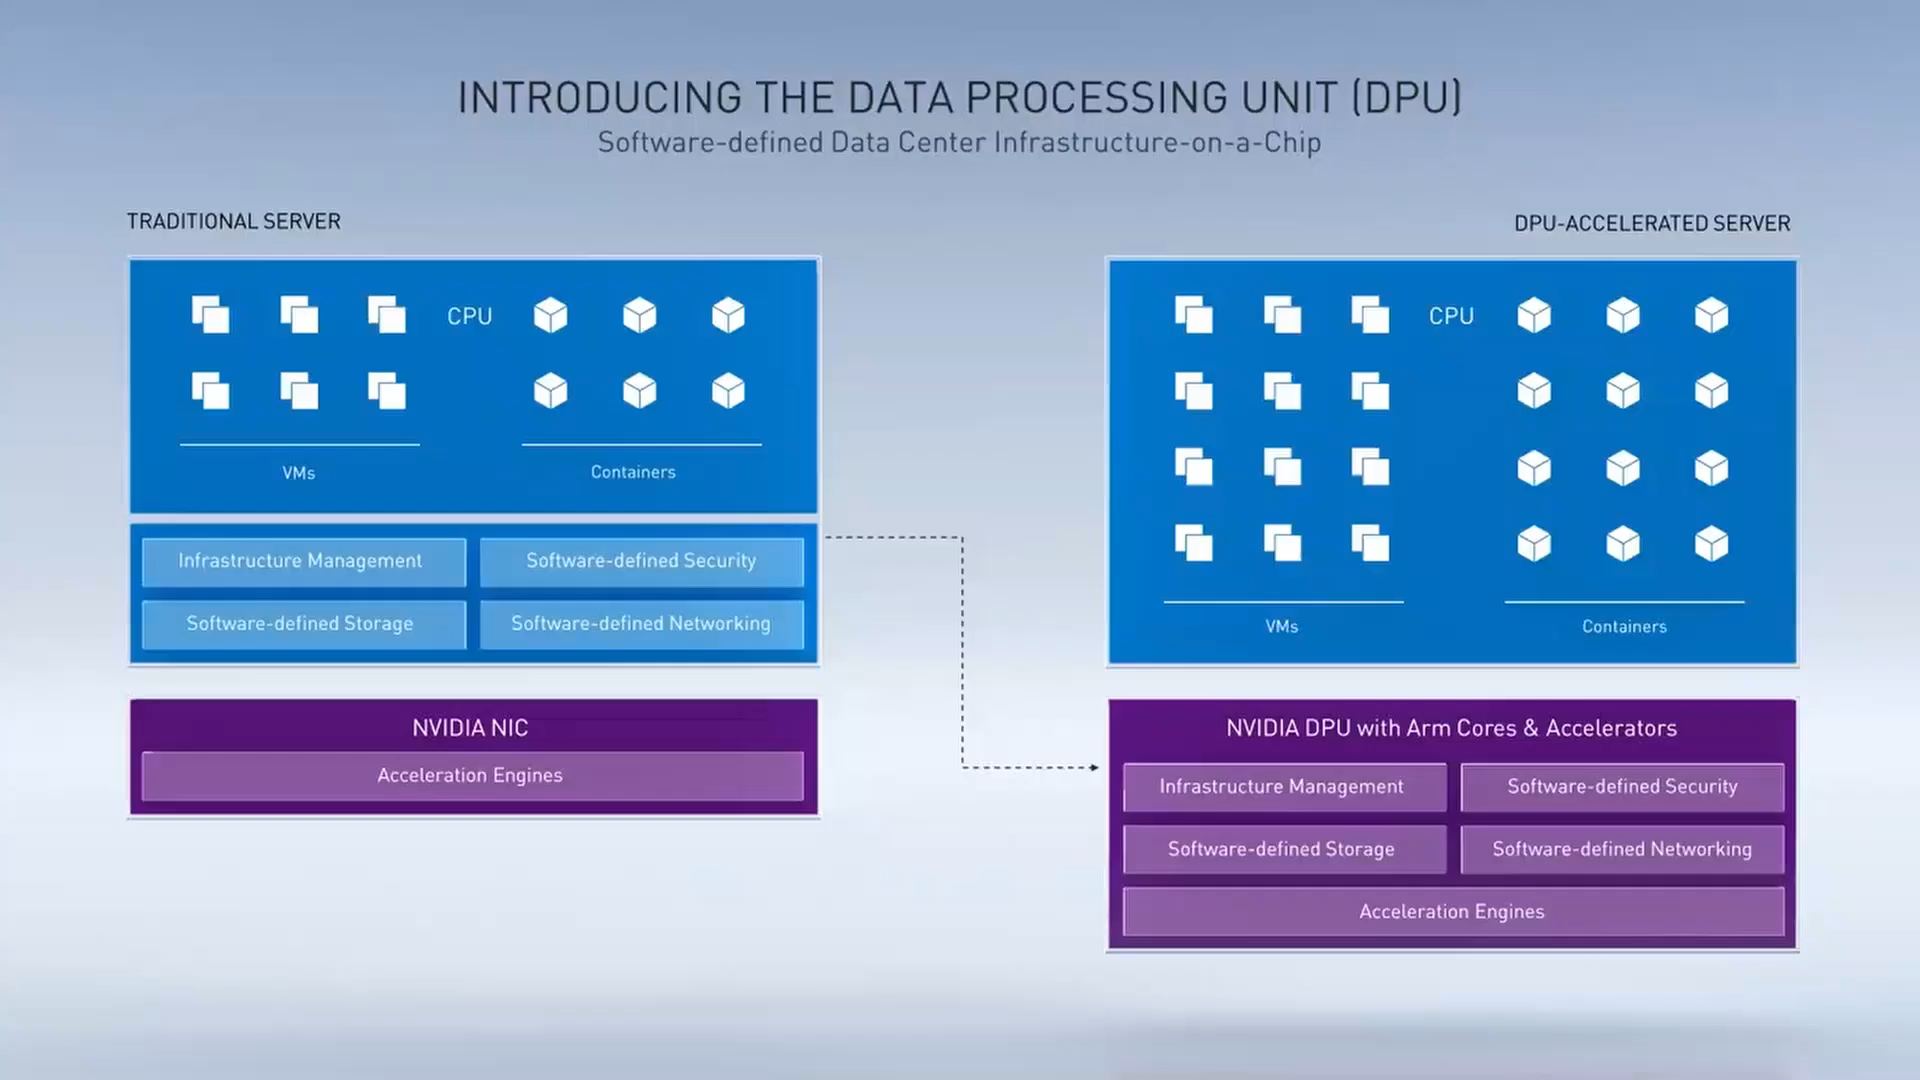 INTRODUCING THE DATA PROCESSING UNIT (DPU)
Software-defined Data Center Infrastructure-on-a-Chip
TRADITIONAL SERVER
CPU
VMs
Containers
Infrastructure Management
Software-defined Security
Software-defined Storage
Software-defined Networking
NVIDIA NIC
Acceleration Engines
DPU-ACCELERATED SERVER
CPU
VMs
Containers
NVIDIA DPU with Arm Cores & Accelerators
Infrastructure Management
Software-defined Security
Software-defined Storage
Software-defined Networking
Acceleration Engines